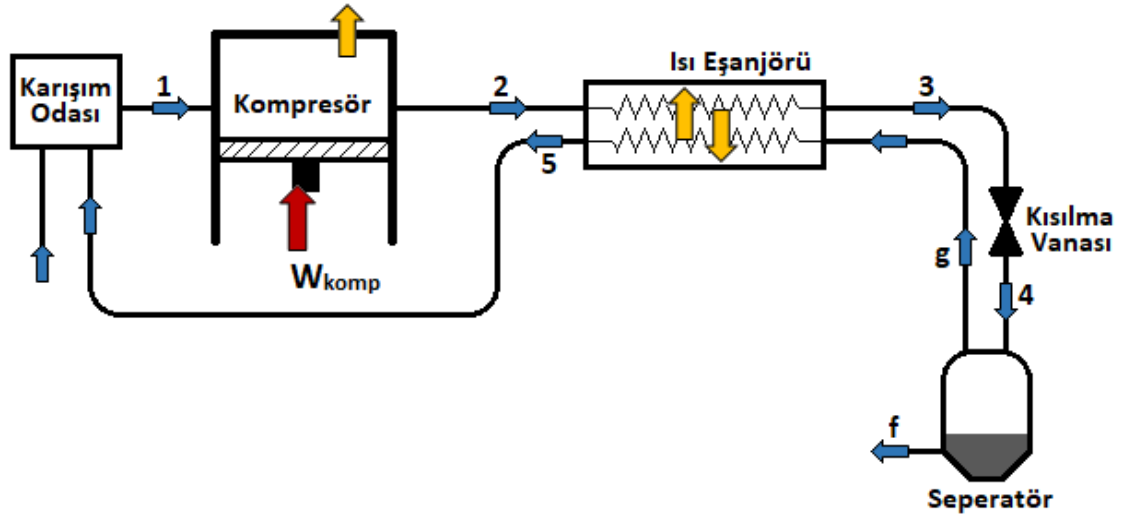 Karışım
Odası
1
Kompresör
Wkomp
2
Isı Eşanjörü
5
3
Kısılma
Vanası
g
4
f
Seperatör